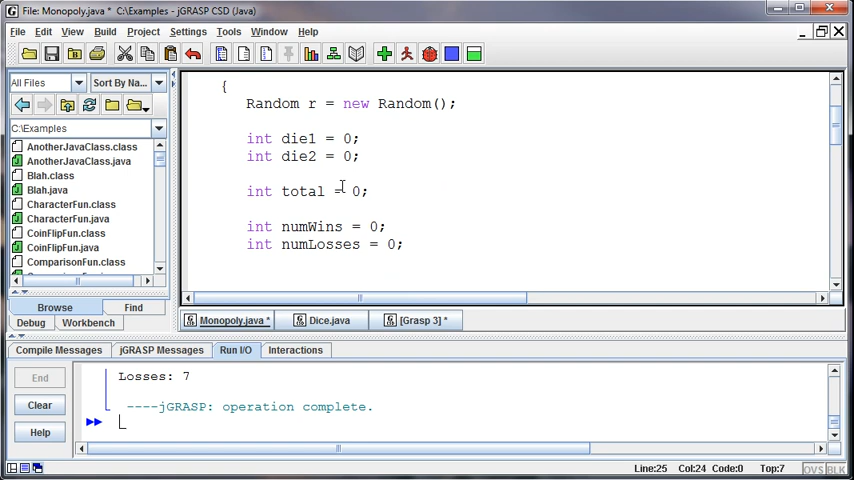 File: Monopoly.java *  C:\Examples - jGRASP CSD (Java)
File Edit View Build Project Settings Tools Window Help
All Files Sort By Na...
C:\Examples
AnotherJavaClass.class
AnotherJavaClass.java
Blah.class
Blah.java
CharacterFun.class
CharacterFun.java
CoinFlipFun.class
CoinFlipFun.java
ComparisonFun.class
Browse Find
Debug Workbench
{
Random r = new Random();
int die1 = 0;
int die2 = 0;
int total = 0;
int numWins = 0;
int numLosses = 0;
Monopoly.java * Dice.java [Grasp 3] *
Compile Messages jGRASP Messages Run I/O Interactions
End
Clear
Help
Losses: 7
----jGRASP: operation complete.
Line:25 Col:24 Code:0 Top:7 OVS BLK